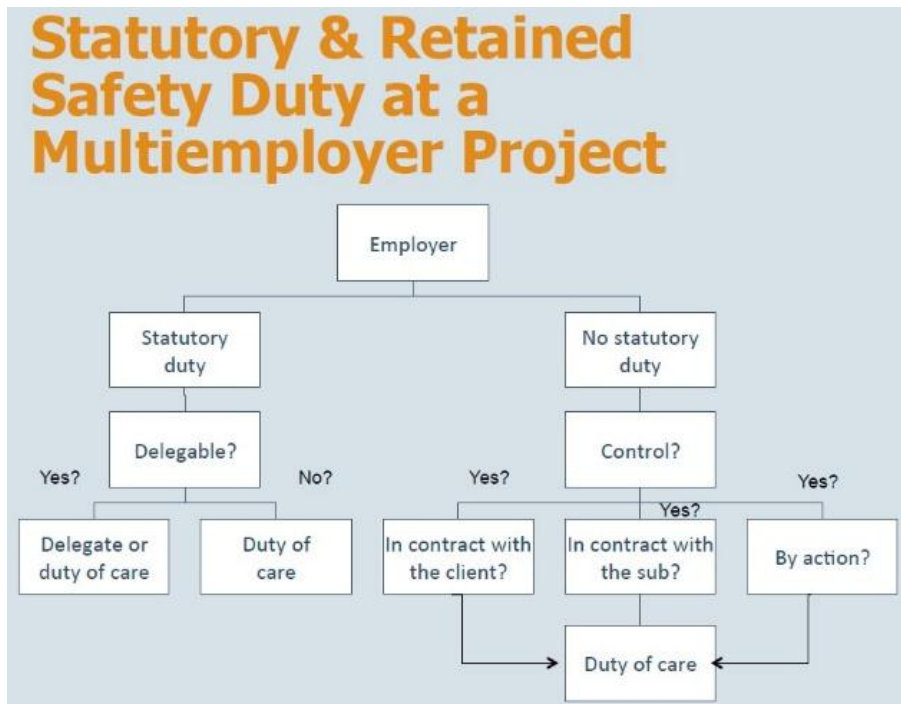 Statutory & Retained
Safety Duty at a
Multiemployer Project
Employer
Statutory
duty
No statutory
duty
Delegable?
Control?
Yes?
No?
Yes?
Yes?
Yes?
Delegate or
duty of care
Duty of
care
In contract with
the client?
In contract with
the sub?
By action?
Duty of care